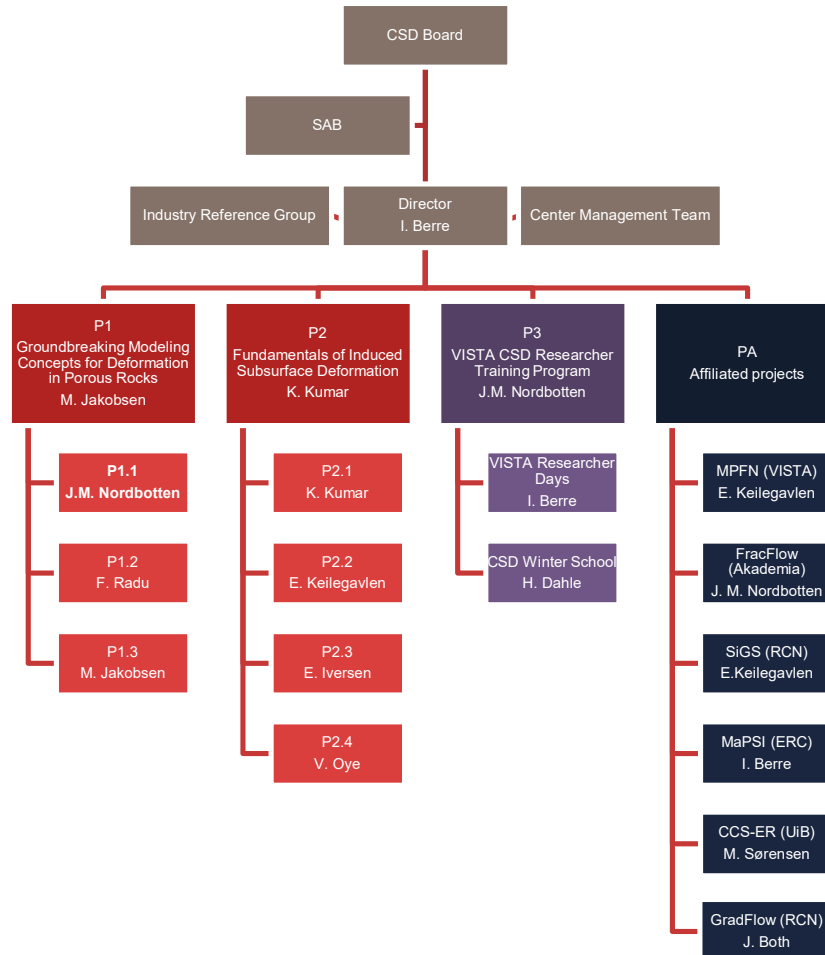 CSD Board
SAB
Industry Reference Group
Director
I. Berre
Center Management Team
P1
Groundbreaking Modeling
Concepts for Deformation
in Porous Rocks
M. Jakobsen
P1.1
J.M. Nordbotten
P1.2
F. Radu
P1.3
M. Jakobsen
P2
Fundamentals of Induced
Subsurface Deformation
K. Kumar
P2.1
K. Kumar
P2.2
E. Keilegavlen
P2.3
E. Iversen
P2.4
V. Oye
P3
VISTA CSD Researcher
Training Program
J.M. Nordbotten
VISTA Researcher
Days
I. Berre
CSD Winter School
H. Dahle
PA
Affiliated projects
MPFN (VISTA)
E. Keilegavlen
FracFlow
(Akademia)
J. M. Nordbotten
SiGS (RCN)
E.Keilegavlen
MaPSI (ERC)
I. Berre
CCS-ER (UiB)
M. Sørensen
GradFlow (RCN)
J. Both